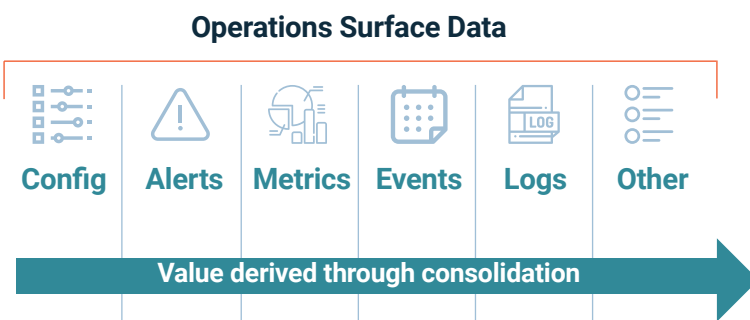 Operations Surface Data
LOG
Config Alerts Metrics Events Logs Other
Value derived through consolidation